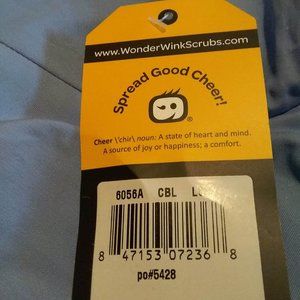 www.WonderWinkScrubs.com
Spread Good Cheer!
®
Cheer \'chir\ noun: A state of heart and mind.
A source of joy or happiness; a comfort.
6056A CBL
8 47153 07236 8
po#5428